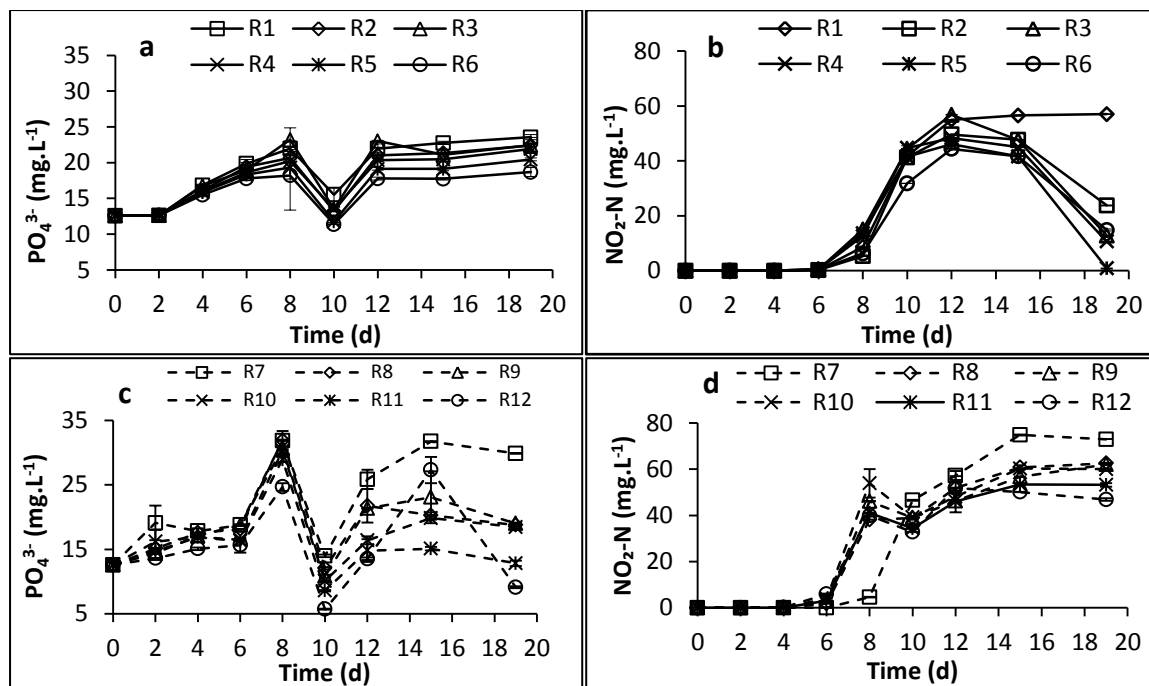 a
R1 R2 R3
R4 R5 R6
PO₄³⁻ (mg.L⁻¹)
35
30
25
20
15
10
5
0 2 4 6 8 10 12 14 16 18 20
Time (d)
b
R1 R2 R3
R4 R5 R6
NO₂-N (mg.L⁻¹)
80
60
40
20
0
0 2 4 6 8 10 12 14 16 18 20
Time (d)
c
R7 R8 R9
R10 R11 R12
PO₄³⁻ (mg.L⁻¹)
35
25
15
5
0 2 4 6 8 10 12 14 16 18 20
Time (d)
d
R7 R8 R9
R10 R11 R12
NO₂-N (mg.L⁻¹)
80
60
40
20
0
0 2 4 6 8 10 12 14 16 18 20
Time (d)